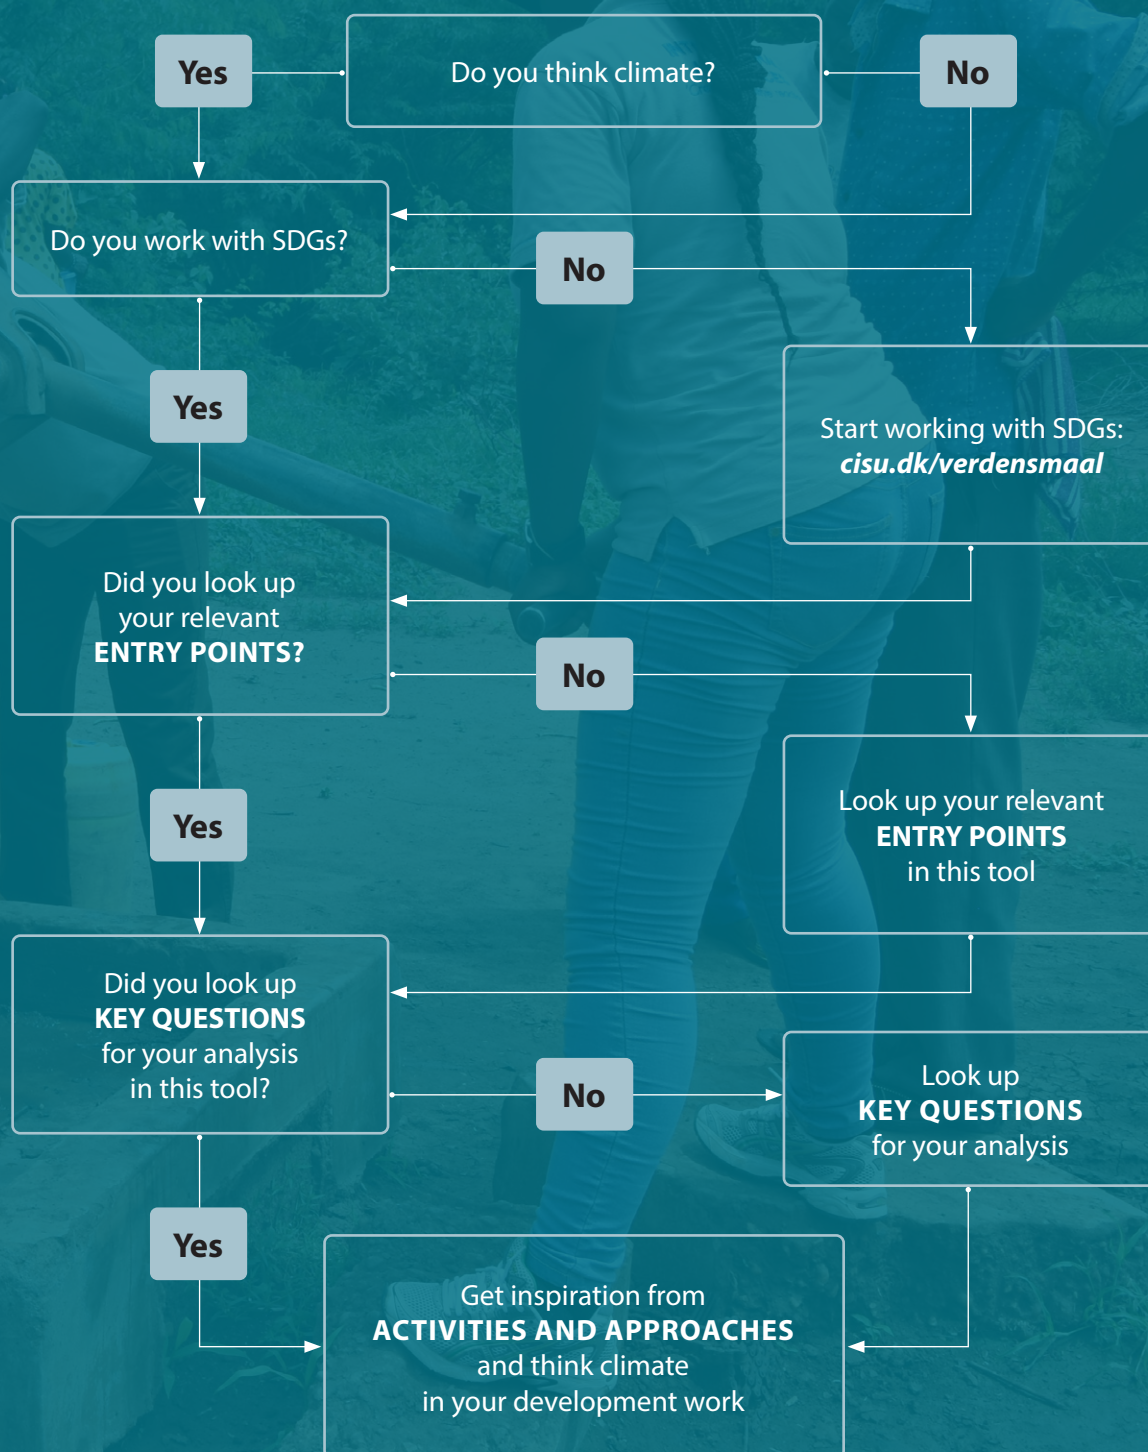 Do you think climate?
Yes
No
Do you work with SDGs?
No
Yes
Start working with SDGs:
cisu.dk/verdensmaal
Did you look up
your relevant
ENTRY POINTS?
No
Yes
Look up your relevant
ENTRY POINTS
in this tool
Did you look up
KEY QUESTIONS
for your analysis
in this tool?
No
Look up
KEY QUESTIONS
for your analysis
Yes
Get inspiration from
ACTIVITIES AND APPROACHES
and think climate
in your development work